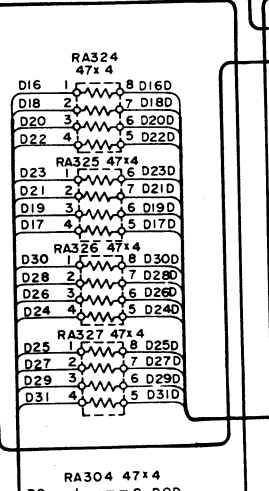 RA324
47x4
D16 1 8 D16D
D18 2 7 D18D
D20 3 6 D20D
D22 4 5 D22D
RA325 47x4
D23 1 6 D23D
D21 2 7 D21D
D19 3 6 D19D
D17 4 5 D17D
RA326 47x4
D30 1 8 D30D
D28 2 7 D28D
D26 3 6 D26D
D24 4 5 D24D
RA327 47x4
D25 1 8 D25D
D27 2 7 D27D
D29 3 6 D29D
D31 4 5 D31D
RA304 47x4